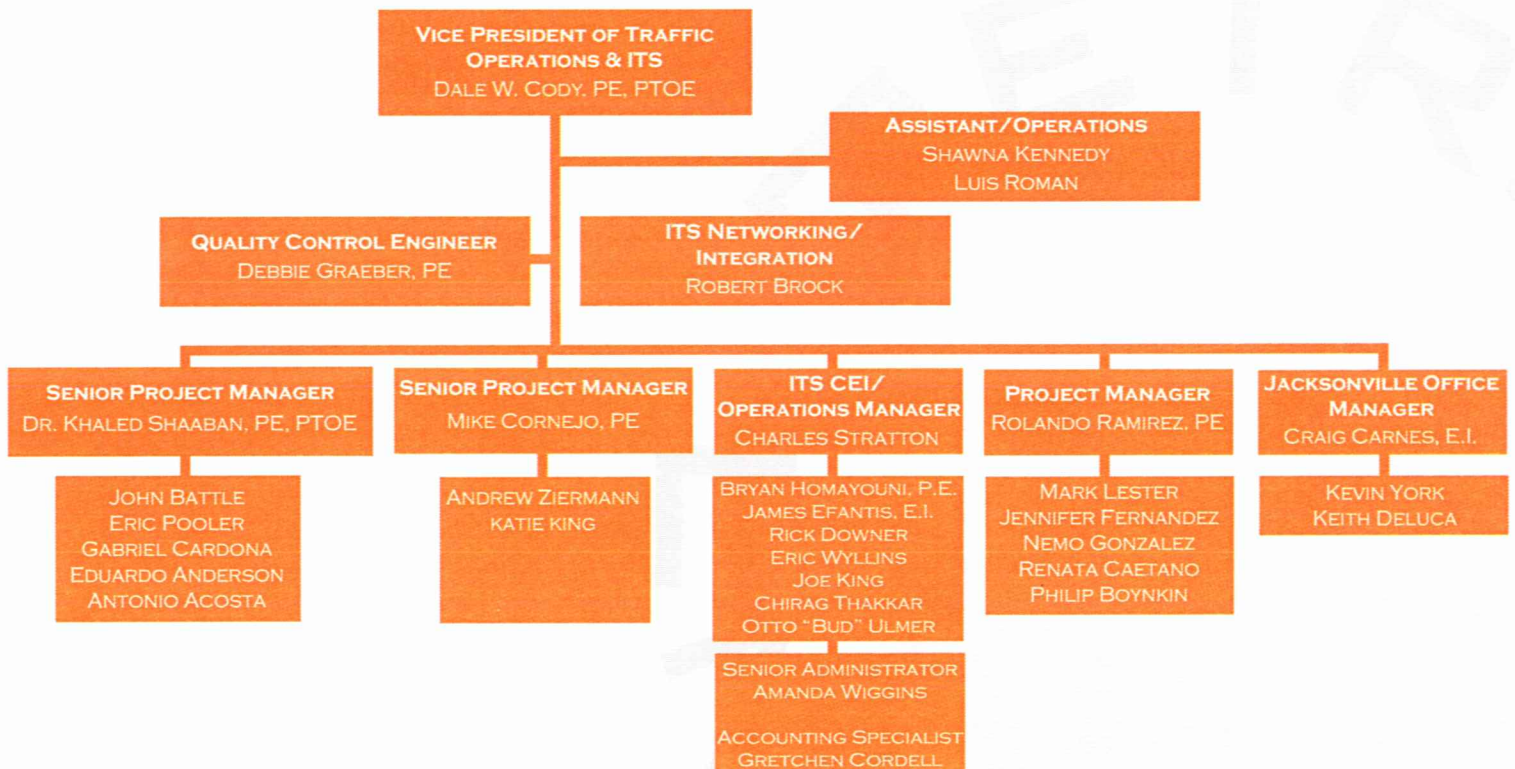 VICE PRESIDENT OF TRAFFIC
OPERATIONS & ITS
DALE W. CODY, PE, PTOE
ASSISTANT/OPERATIONS
SHAWNA KENNEDY
LUIS ROMAN
QUALITY CONTROL ENGINEER
DEBBIE GRAEBER, PE
ITS NETWORKING/
INTEGRATION
ROBERT BROCK
SENIOR PROJECT MANAGER
DR. KHALED SHAABAN, PE, PTOE
JOHN BATTLE
ERIC POOLER
GABRIEL CARDONA
EDUARDO ANDERSON
ANTONIO ACOSTA
SENIOR PROJECT MANAGER
MIKE CORNEJO, PE
ANDREW ZIERMANN
KATIE KING
ITS CEI/
OPERATIONS MANAGER
CHARLES STRATTON
BRYAN HOMAYOUNI, P.E.
JAMES EFANTIS, E.I.
RICK DOWNER
ERIC WYLLINS
JOE KING
CHIRAG THAKKAR
OTTO "BUD" ULMER
SENIOR ADMINISTRATOR
AMANDA WIGGINS
ACCOUNTING SPECIALIST
GRETCHEN CORDELL
PROJECT MANAGER
ROLANDO RAMIREZ, PE
MARK LESTER
JENNIFER FERNANDEZ
NEMO GONZALEZ
RENATA CAETANO
PHILIP BOYNKIN
JACKSONVILLE OFFICE
MANAGER
CRAIG CARNES, E.I.
KEVIN YORK
KEITH DELUCA